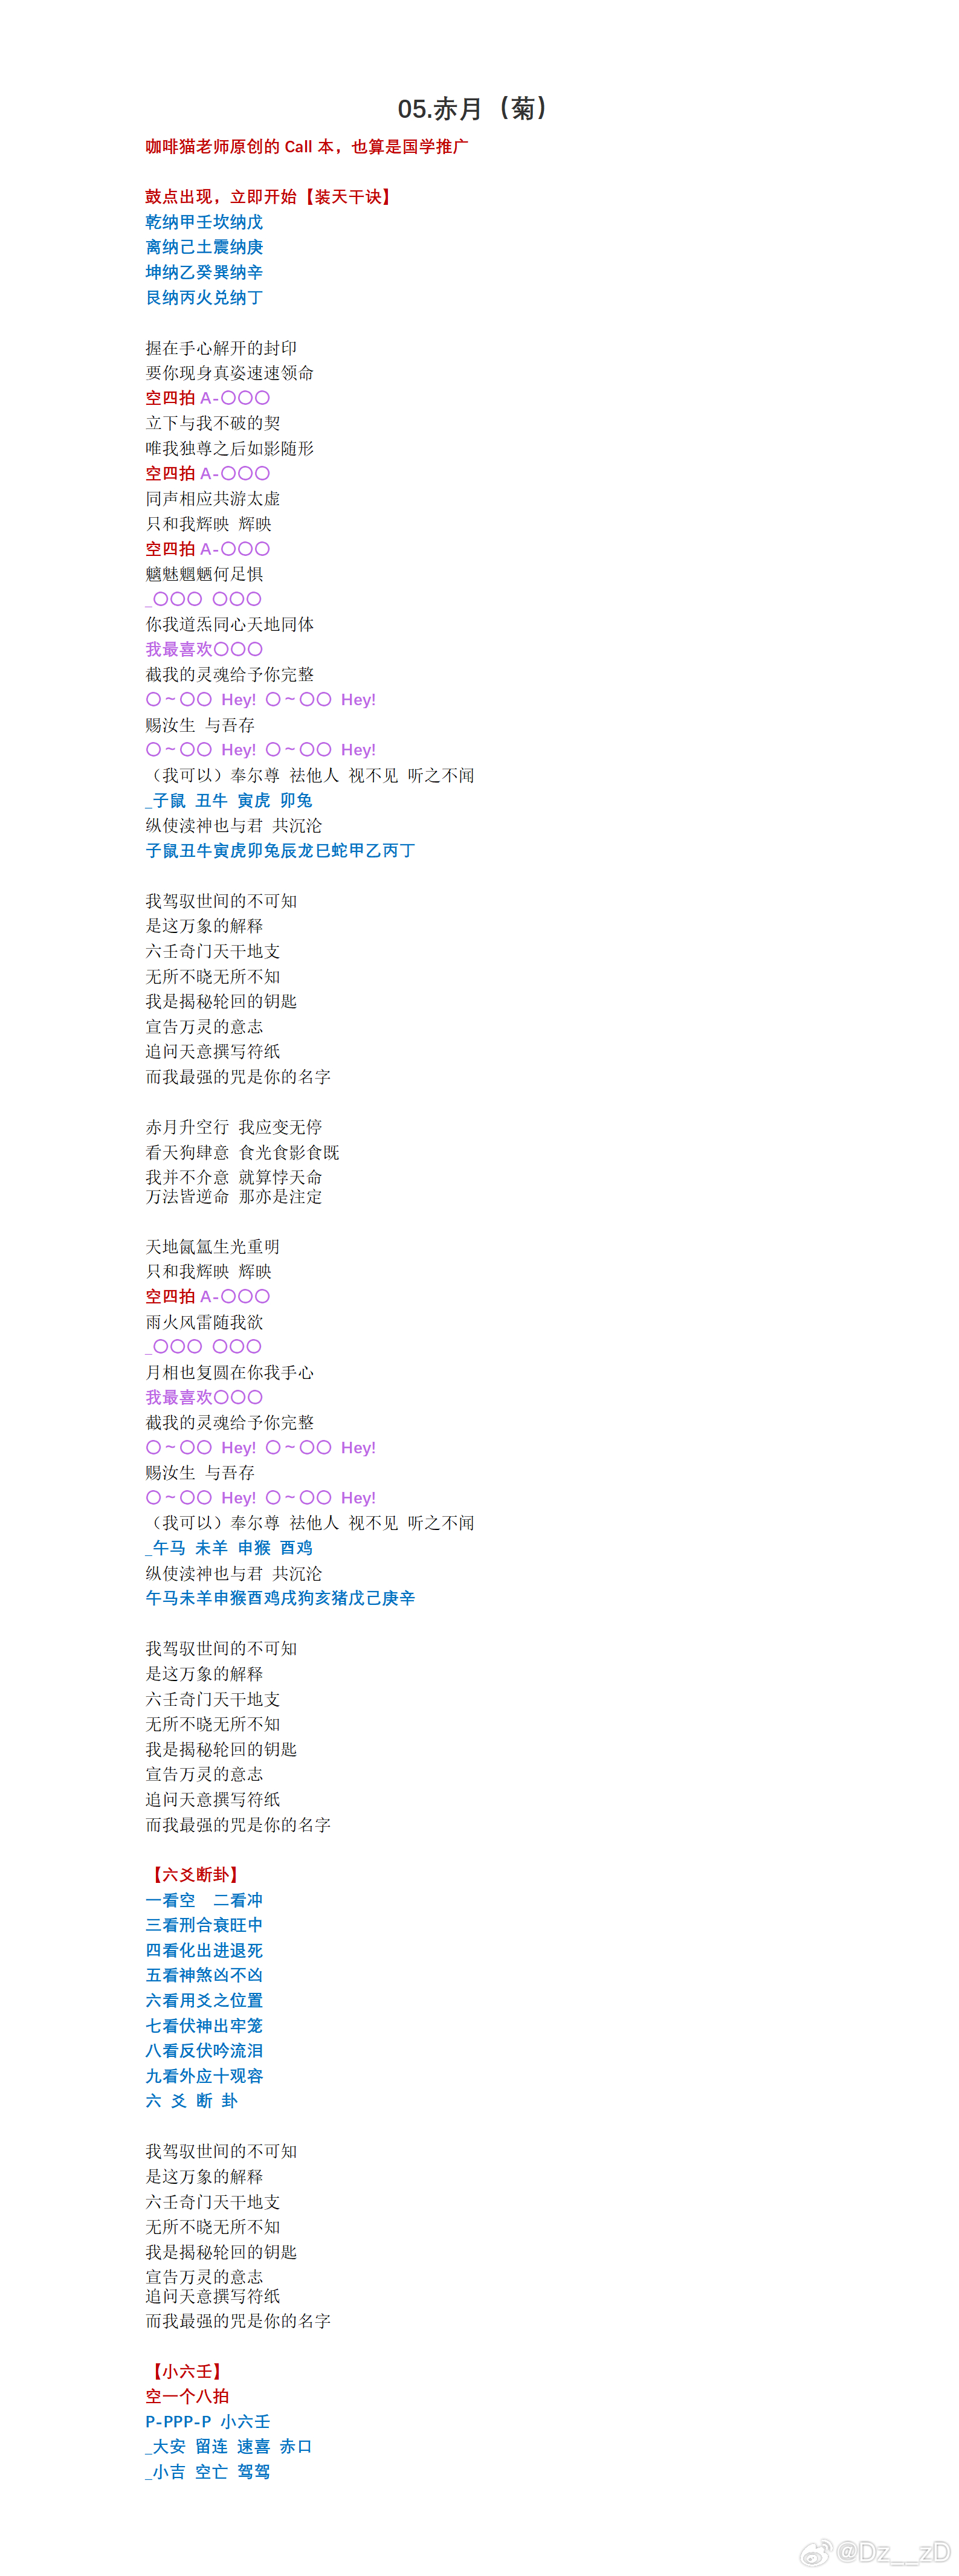 05.赤月（菊）
咖啡猫老师原创的 Call 本，也算是国学推广
鼓点出现，立即开始【装天干诀】
乾纳甲壬坎纳戊
离纳己土震纳庚
坤纳乙癸巽纳辛
艮纳丙火兑纳丁
握在手心解开的封印
要你现身真姿速速领命
空四拍 A-〇〇〇
立下与我不破的契
唯我独尊之后如影随形
空四拍 A-〇〇〇
同声相应共游太虚
只和我辉映 辉映
空四拍 A-〇〇〇
魑魅魍魉何足惧
_〇〇〇 〇〇〇
你我道炁同心天地同体
我最喜欢〇〇〇
截我的灵魂给予你完整
〇～〇〇 Hey! 〇～〇〇 Hey!
赐汝生 与吾存
〇～〇〇 Hey! 〇～〇〇 Hey!
（我可以）奉尔尊 祛他人 视不见 听之不闻
_子鼠 丑牛 寅虎 卯兔
纵使渎神也与君 共沉沦
子鼠丑牛寅虎卯兔辰龙巳蛇甲乙丙丁
我驾驭世间的不可知
是这万象的解释
六壬奇门天干地支
无所不晓无所不知
我是揭秘轮回的钥匙
宣告万灵的意志
追问天意撰写符纸
而我最强的咒是你的名字
赤月升空行 我应变无停
看天狗肆意 食光食影食既
我并不介意 就算悖天命
万法皆逆命 那亦是注定
天地氤氲生光重明
只和我辉映 辉映
空四拍 A-〇〇〇
雨火风雷随我欲
_〇〇〇 〇〇〇
月相也复圆在你我手心
我最喜欢〇〇〇
截我的灵魂给予你完整
〇～〇〇 Hey! 〇～〇〇 Hey!
赐汝生 与吾存
〇～〇〇 Hey! 〇～〇〇 Hey!
（我可以）奉尔尊 祛他人 视不见 听之不闻
_午马 未羊 申猴 酉鸡
纵使渎神也与君 共沉沦
午马未羊申猴酉鸡戌狗亥猪戊己庚辛
我驾驭世间的不可知
是这万象的解释
六壬奇门天干地支
无所不晓无所不知
我是揭秘轮回的钥匙
宣告万灵的意志
追问天意撰写符纸
而我最强的咒是你的名字
【六爻断卦】
一看空 二看冲
三看刑合衰旺中
四看化出进退死
五看神煞凶不凶
六看用爻之位置
七看伏神出牢笼
八看反伏吟流泪
九看外应十观容
六 爻 断 卦
我驾驭世间的不可知
是这万象的解释
六壬奇门天干地支
无所不晓无所不知
我是揭秘轮回的钥匙
宣告万灵的意志
追问天意撰写符纸
而我最强的咒是你的名字
【小六壬】
空一个八拍
P-PPP-P 小六壬
_大安 留连 速喜 赤口
_小吉 空亡 驾驾
@Dz__zD